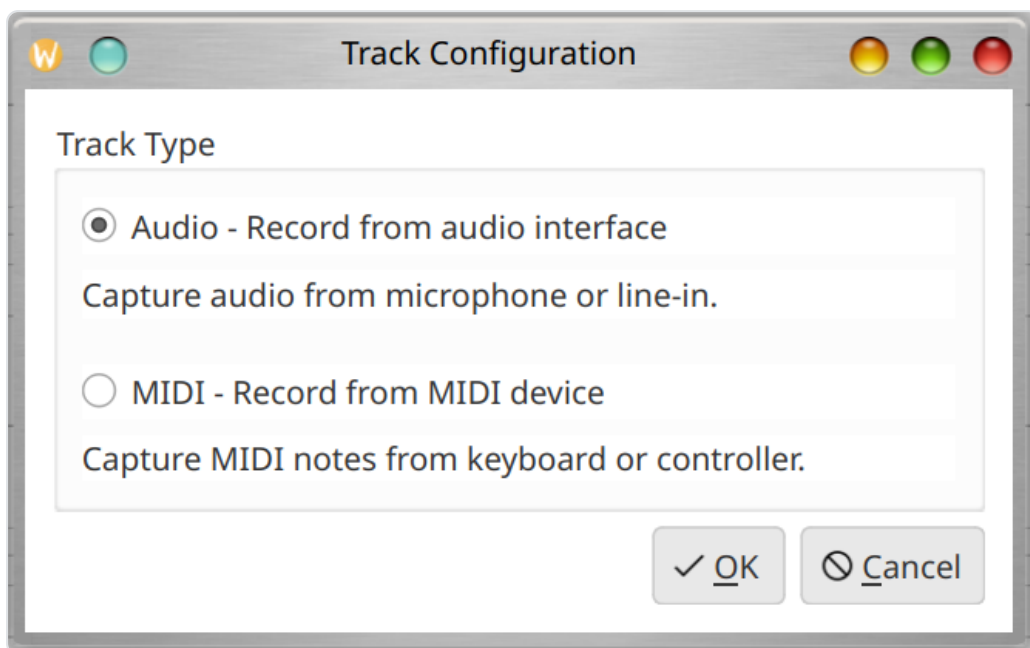 W
Track Configuration
Track Type
Audio - Record from audio interface
Capture audio from microphone or line-in.
MIDI - Record from MIDI device
Capture MIDI notes from keyboard or controller.
OK Cancel